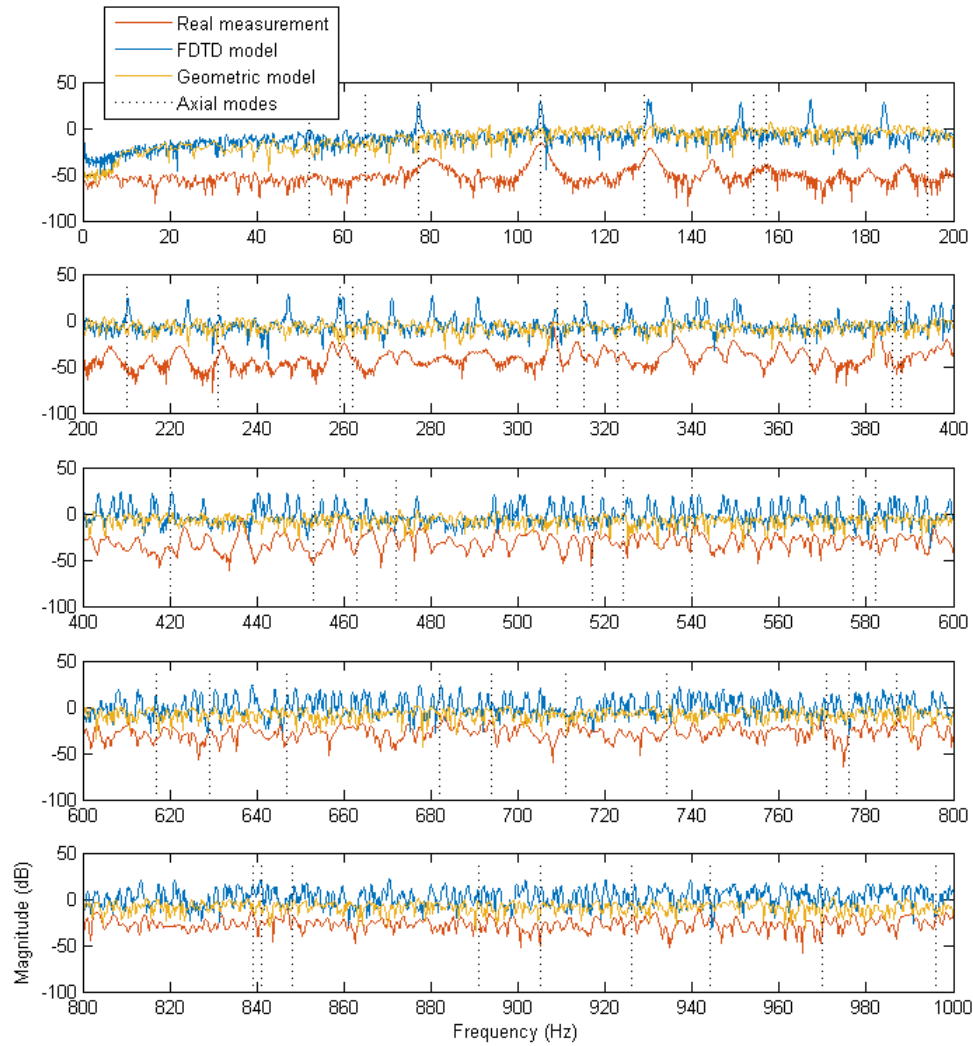 Real measurement
FDTD model
Geometric model
Axial modes
50
0
-50
-100
0 20 40 60 80 100 120 140 160 180 200
50
0
-50
-100
200 220 240 260 280 300 320 340 360 380 400
50
0
-50
-100
400 420 440 460 480 500 520 540 560 580 600
50
0
-50
-100
600 620 640 660 680 700 720 740 760 780 800
50
0
-50
-100
800 820 840 860 880 900 920 940 960 980 1000
Magnitude (dB)
Frequency (Hz)